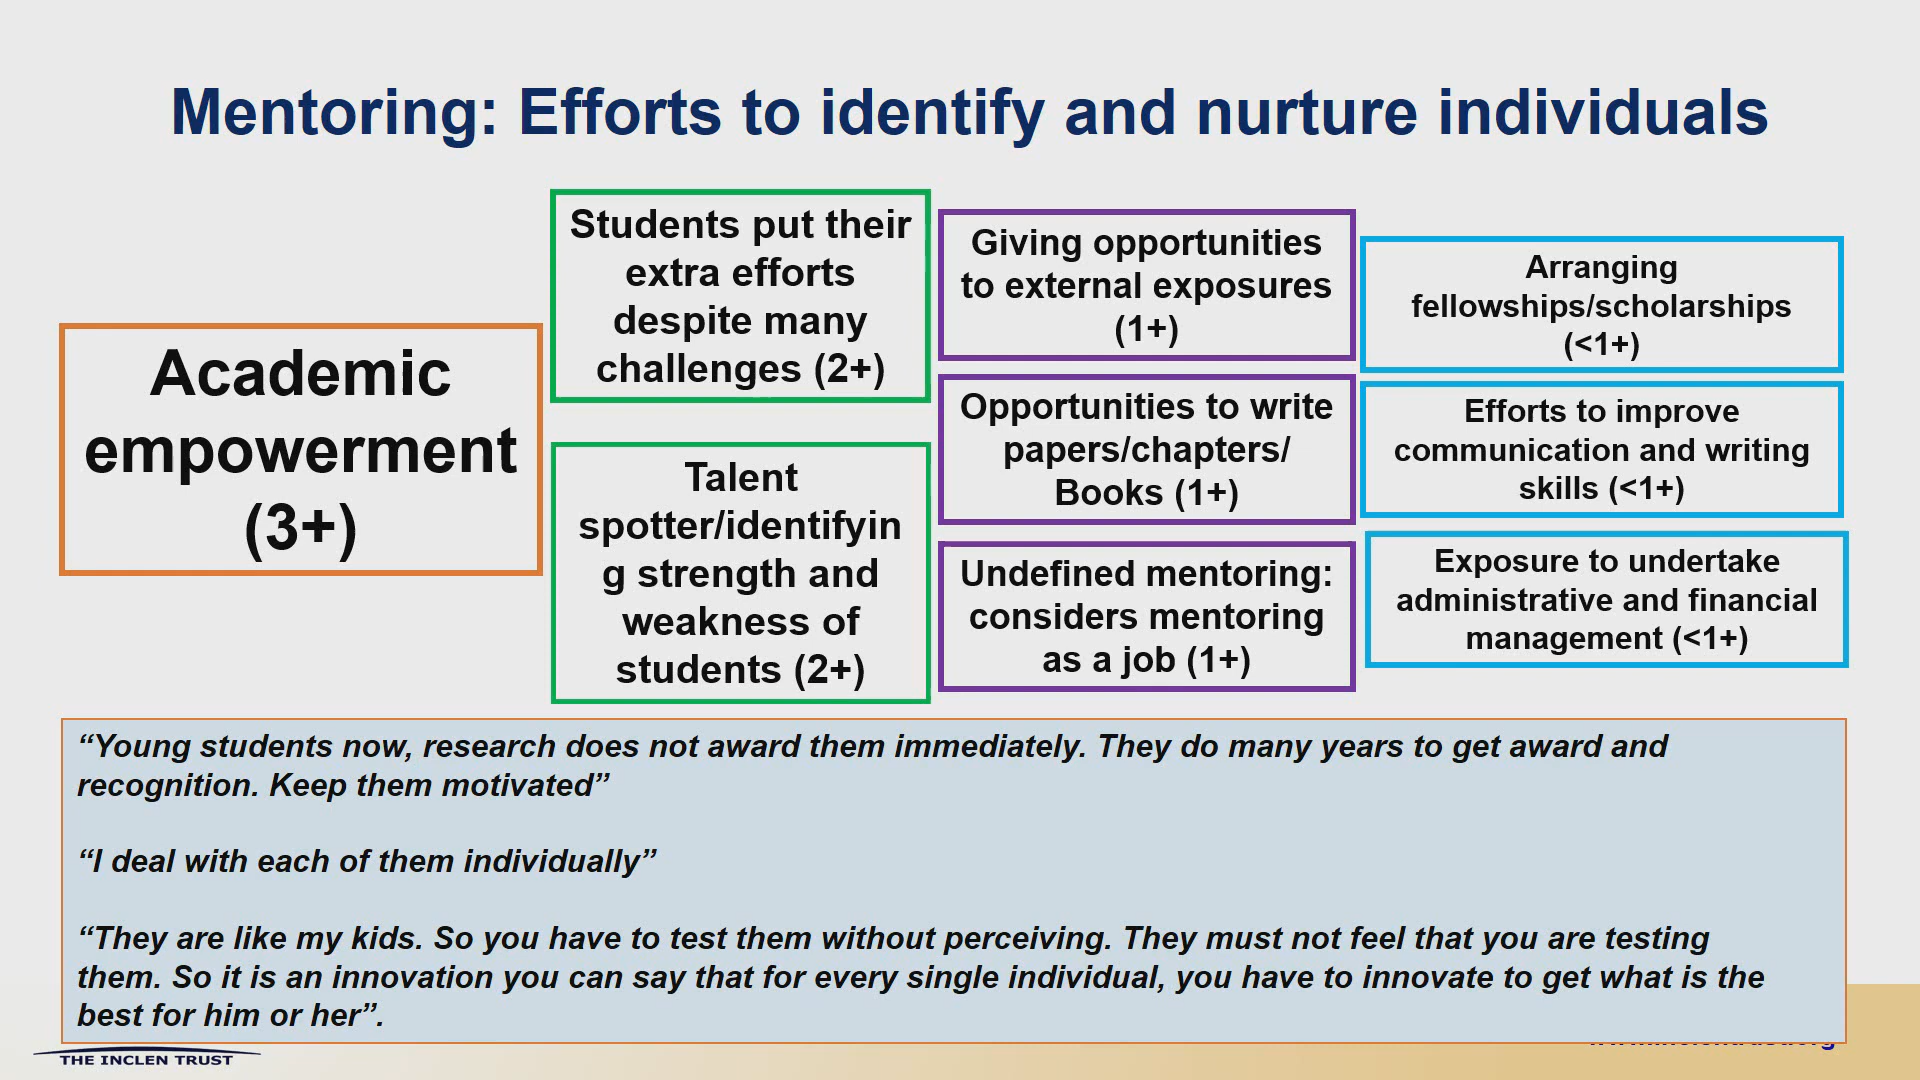 Mentoring: Efforts to identify and nurture individuals
Academic
empowerment
(3+)
Students put their
extra efforts
despite many
challenges (2+)
Talent
spotter/identifyin
g strength and
weakness of
students (2+)
Giving opportunities
to external exposures
(1+)
Opportunities to write
papers/chapters/
Books (1+)
Undefined mentoring:
considers mentoring
as a job (1+)
Arranging
fellowships/scholarships
(<1+)
Efforts to improve
communication and writing
skills (<1+)
Exposure to undertake
administrative and financial
management (<1+)
“Young students now, research does not award them immediately. They do many years to get award and
recognition. Keep them motivated”
“I deal with each of them individually”
“They are like my kids. So you have to test them without perceiving. They must not feel that you are testing
them. So it is an innovation you can say that for every single individual, you have to innovate to get what is the
best for him or her”.
THE INCLEN TRUST